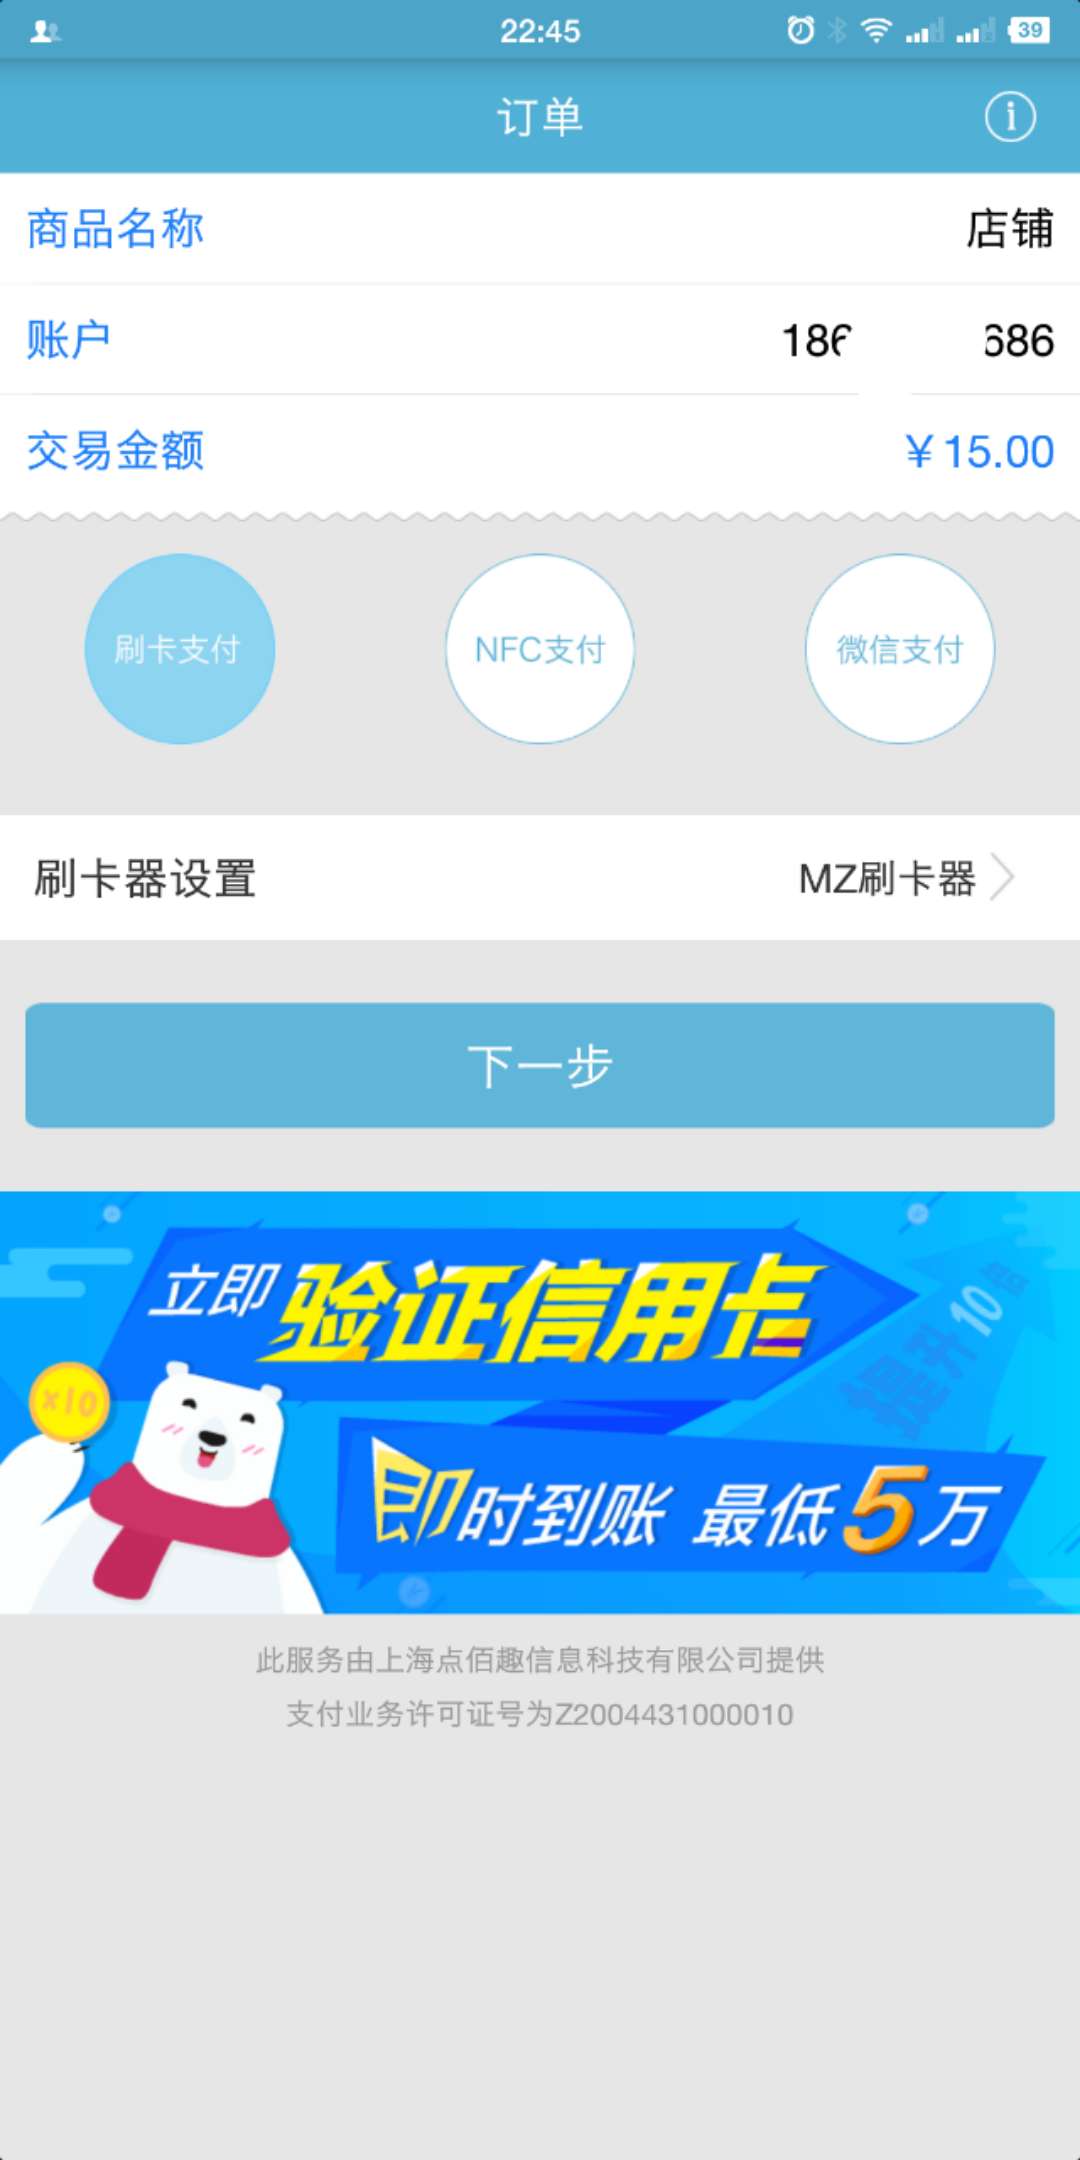 22:45
39
订单
商品名称 店铺
账户 186 686
交易金额 ￥15.00
刷卡支付 NFC支付 微信支付
刷卡器设置 MZ刷卡器
下一步
立即验证信用卡
提升10倍
x10
即时到账 最低5万
此服务由上海点佰趣信息科技有限公司提供
支付业务许可证号为Z2004431000010